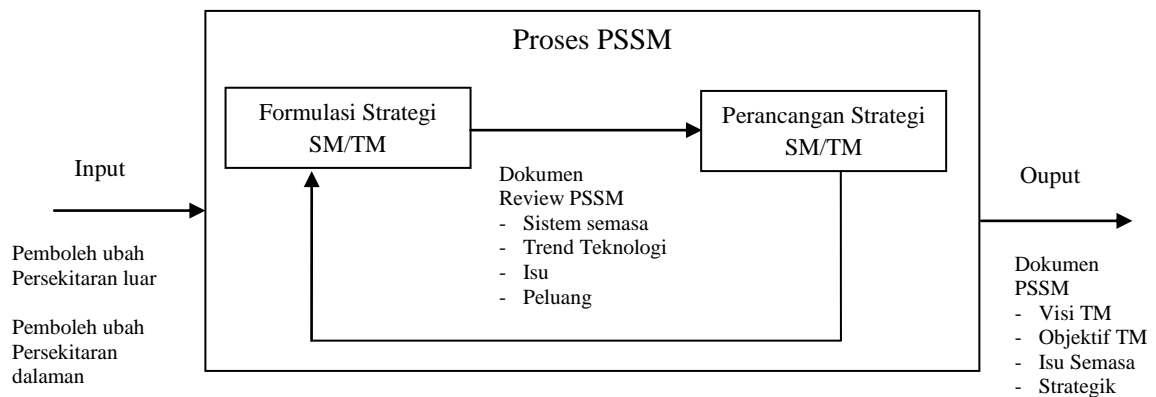 Proses PSSM
Formulasi Strategi
SM/TM
Perancangan Strategi
SM/TM
Input
Pemboleh ubah
Persekitaran luar
Pemboleh ubah
Persekitaran
dalaman
Dokumen
Review PSSM
- Sistem semasa
- Trend Teknologi
- Isu
- Peluang
Ouput
Dokumen
PSSM
- Visi TM
- Objektif TM
- Isu Semasa
- Strategik